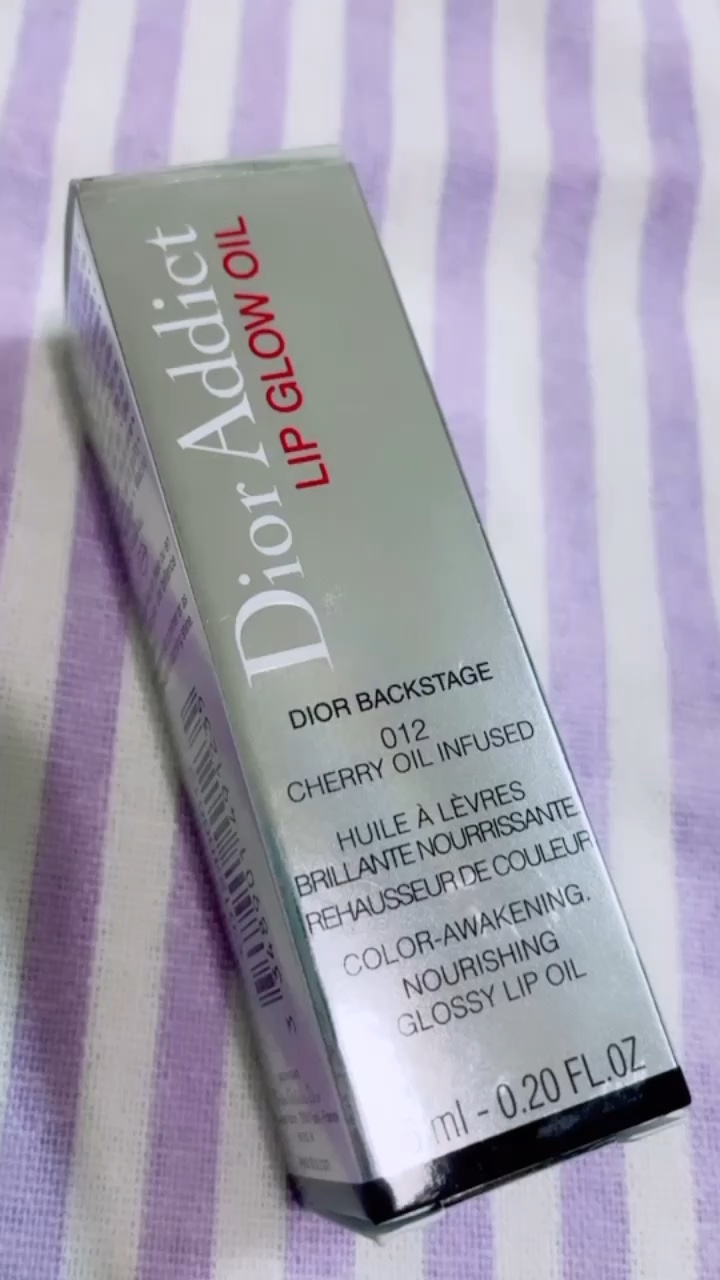 Dior Addict
LIP GLOW OIL
DIOR BACKSTAGE
012
CHERRY OIL INFUSED
HUILE À LÈVRES
BRILLANTE NOURRISSANTE
REHAUSSEUR DE COULEUR
COLOR-AWAKENING.
NOURISHING
GLOSSY LIP OIL
ml - 0.20 FL.OZ